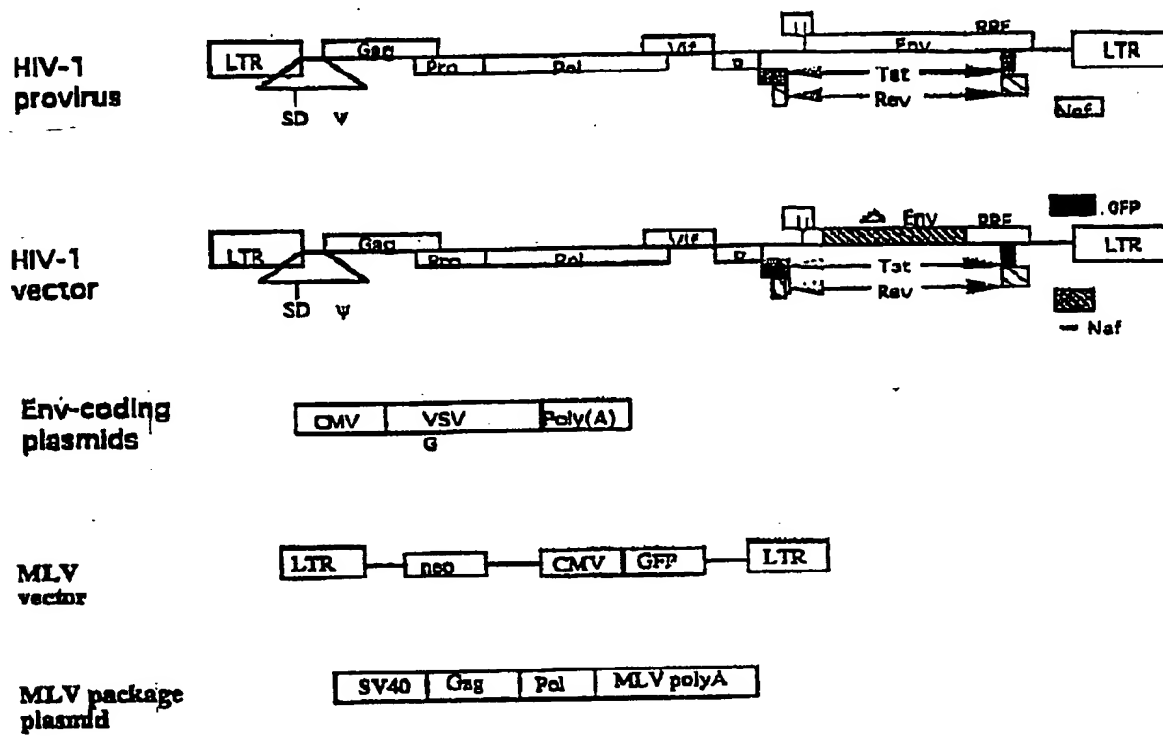 U RRE
LTR Gag Vif Env LTR
HIV-1 Pro Pol R Tat
provirus Rev
SD Ψ Naf
GFP
U Env RRE
LTR Gag Vif LTR
HIV-1 Pro Pol R Tat
vector Rev
SD Ψ
– Naf
Env-coding
plasmids
CMV VSV Poly(A)
G
LTR neo CMV GFP LTR
MLV
vector
MLV package
plasmid
SV40 Gag Pol MLV polyA